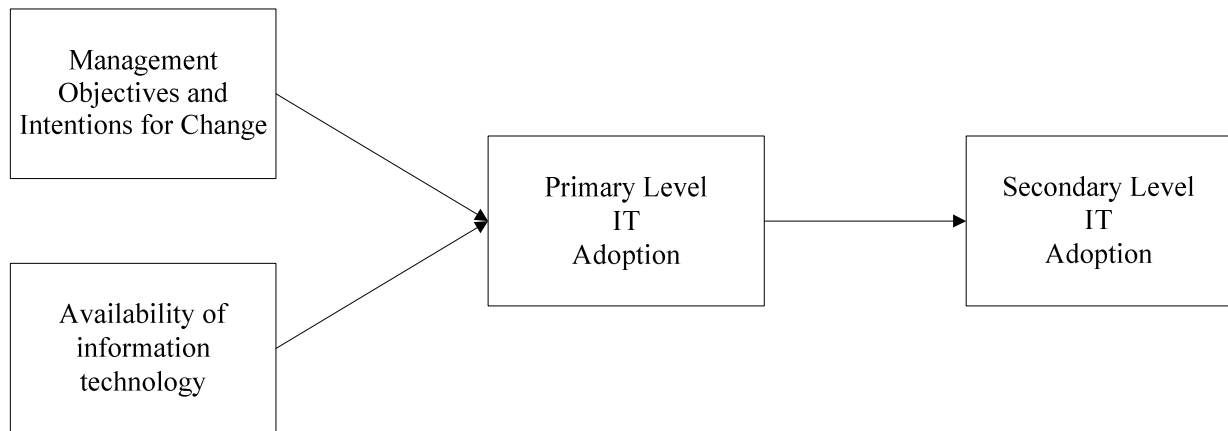 Management
Objectives and
Intentions for Change
Primary Level
IT
Adoption
Secondary Level
IT
Adoption
Availability of
information
technology